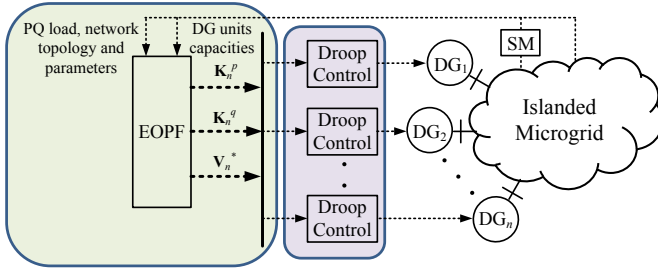 PQ load, network
topology and
parameters
DG units
capacities
K_n^p
EOPF
K_n^q
V_n^*
Droop
Control
Droop
Control
Droop
Control
DG_1
DG_2
DG_n
SM
Islanded
Microgrid